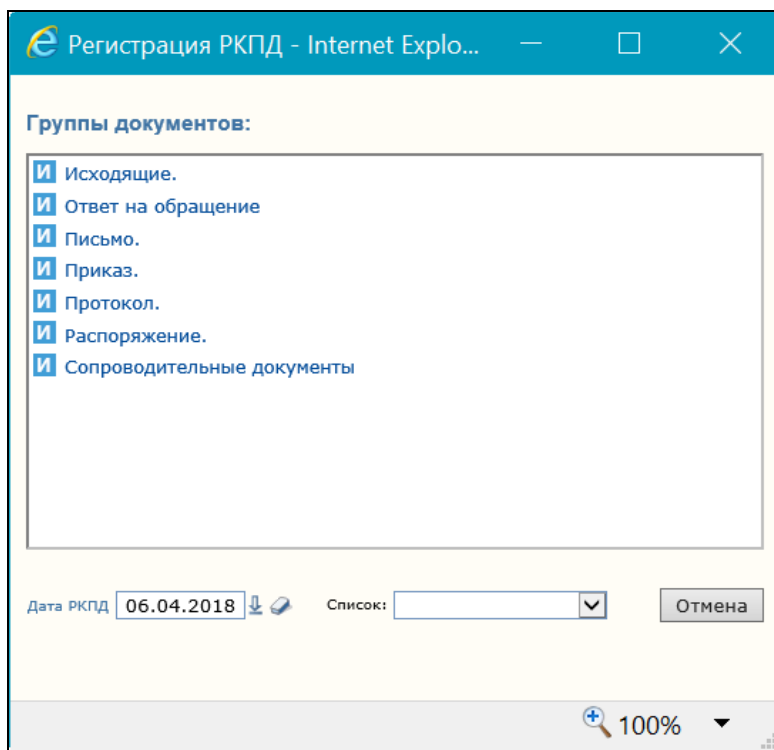 Регистрация РКПД - Internet Explo...
Группы документов:
И Исходящие.
И Ответ на обращение
И Письмо.
И Приказ.
И Протокол.
И Распоряжение.
И Сопроводительные документы
Дата РКПД 06.04.2018 Список: Отмена
100%